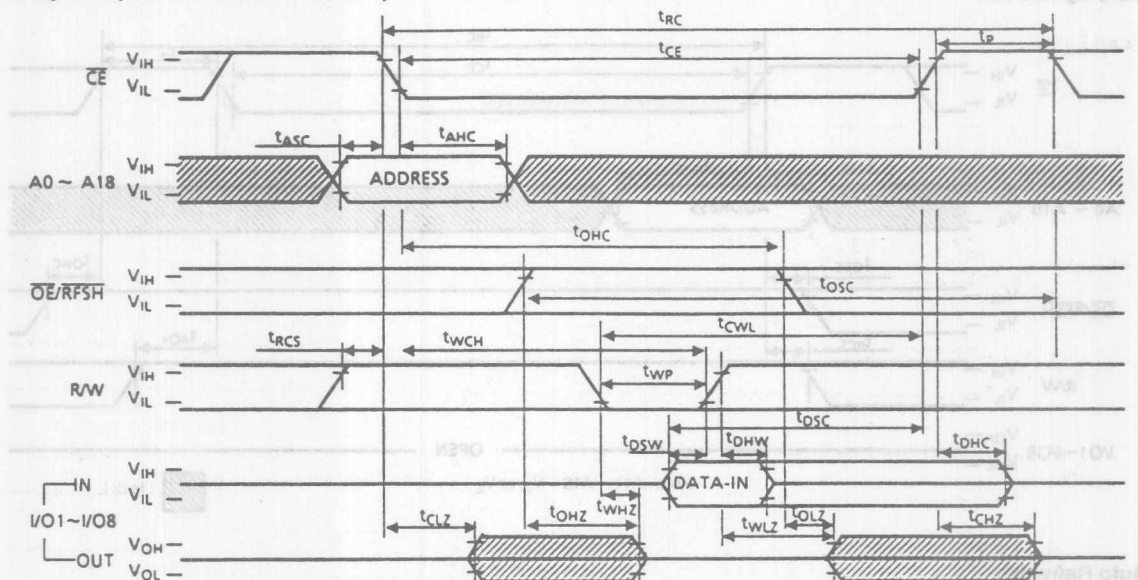 tRC
tCE
tP
CE
VIH
VIL
tASC
tAHC
A0 ~ A18
VIH
VIL
ADDRESS
tOHC
OE/RFSH
VIH
VIL
tOSC
tCWL
tRCS
tWCH
R/W
VIH
VIL
tWP
tDSC
tDSW
tDHW
tDHC
IN
VIH
VIL
DATA-IN
tWHZ
I/O1~I/O8
tCLZ
tOHZ
tWLZ
tOLZ
tCHZ
OUT
VOH
VOL
OPEN